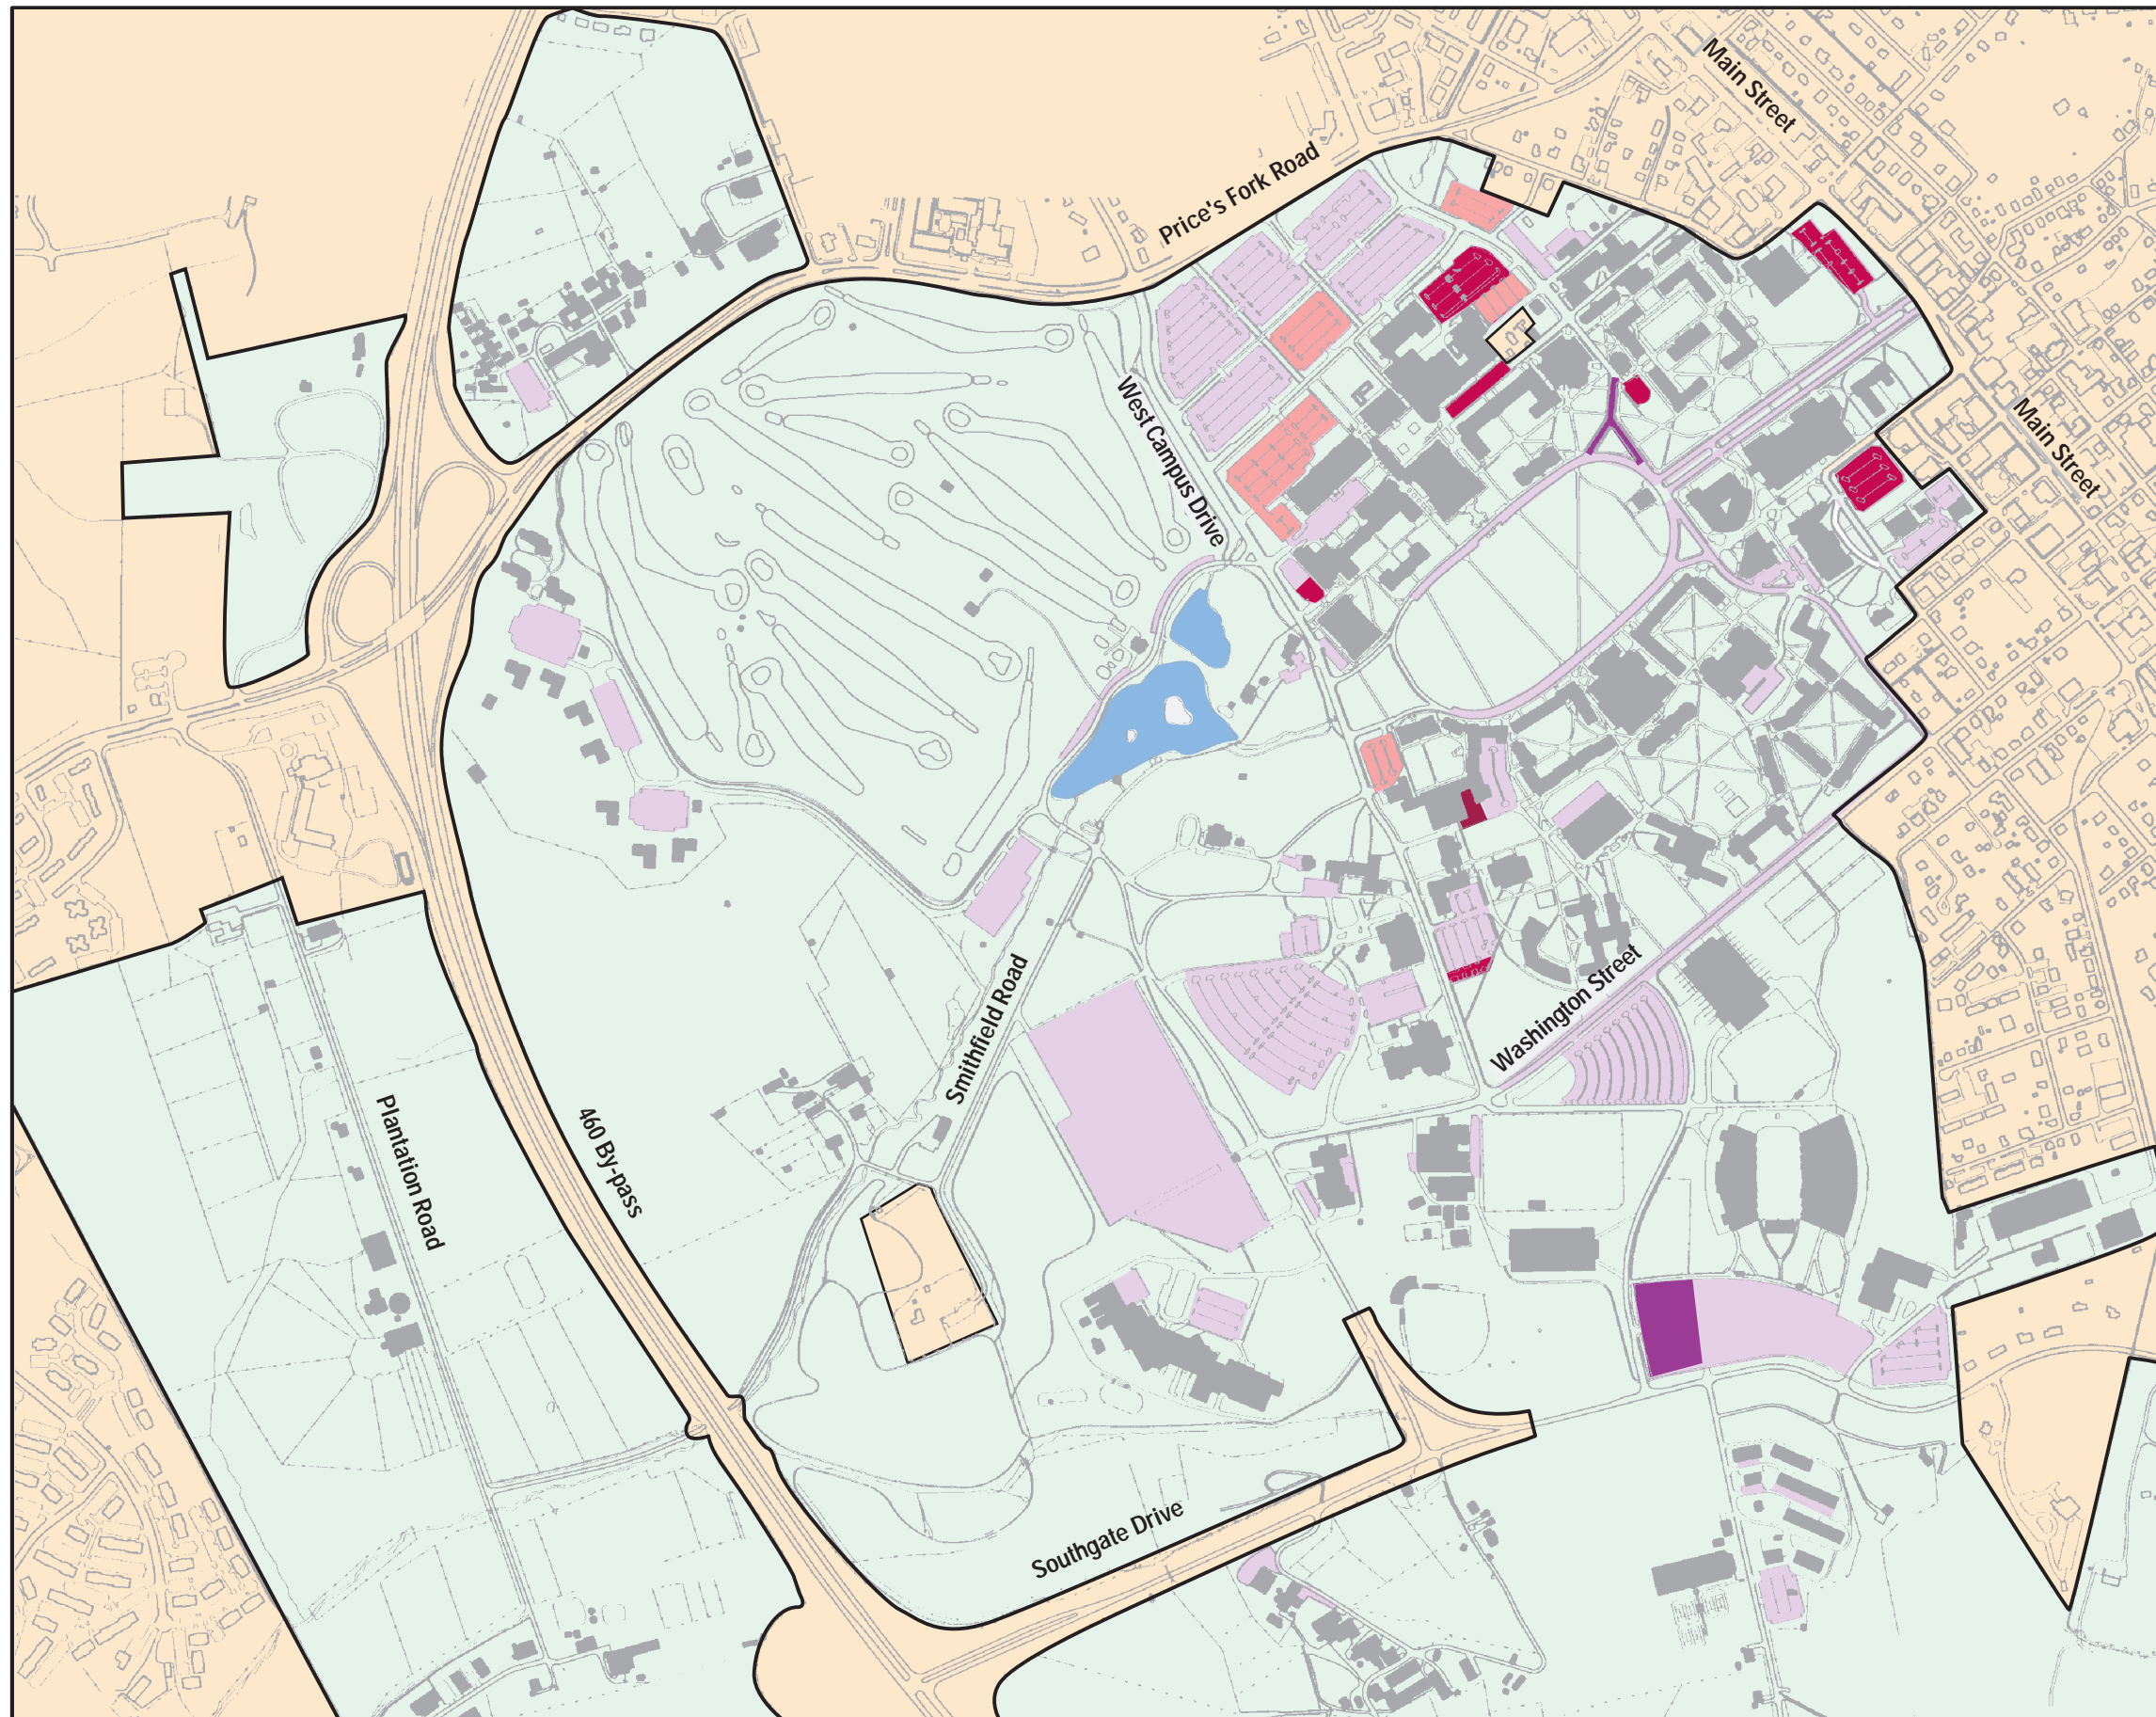 Main Street
Price's Fork Road
Main Street
West Campus Drive
Washington Street
Smithfield Road
Plantation Road
460 By-pass
Southgate Drive